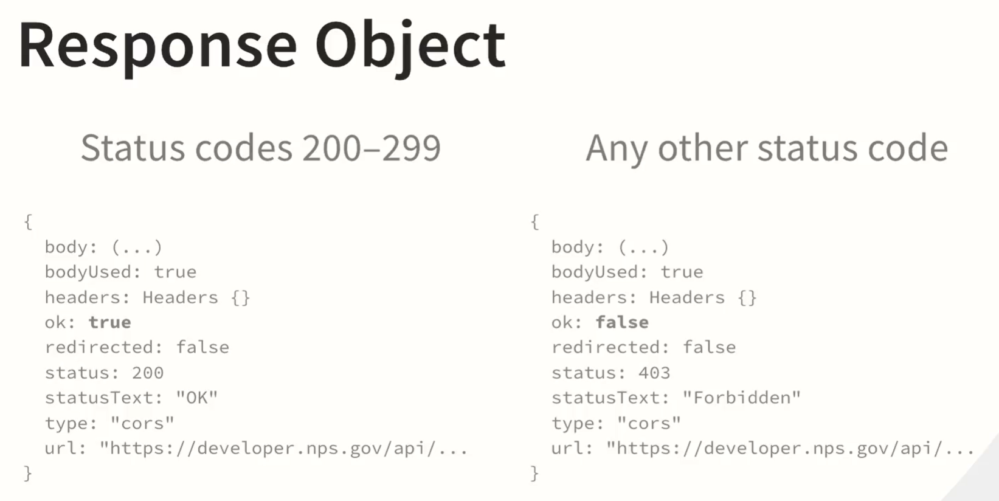 Response Object
Status codes 200–299
{
  body: (...)
  bodyUsed: true
  headers: Headers {}
  ok: true
  redirected: false
  status: 200
  statusText: "OK"
  type: "cors"
  url: "https://developer.nps.gov/api/...
}
Any other status code
{
  body: (...)
  bodyUsed: true
  headers: Headers {}
  ok: false
  redirected: false
  status: 403
  statusText: "Forbidden"
  type: "cors"
  url: "https://developer.nps.gov/api/...
}